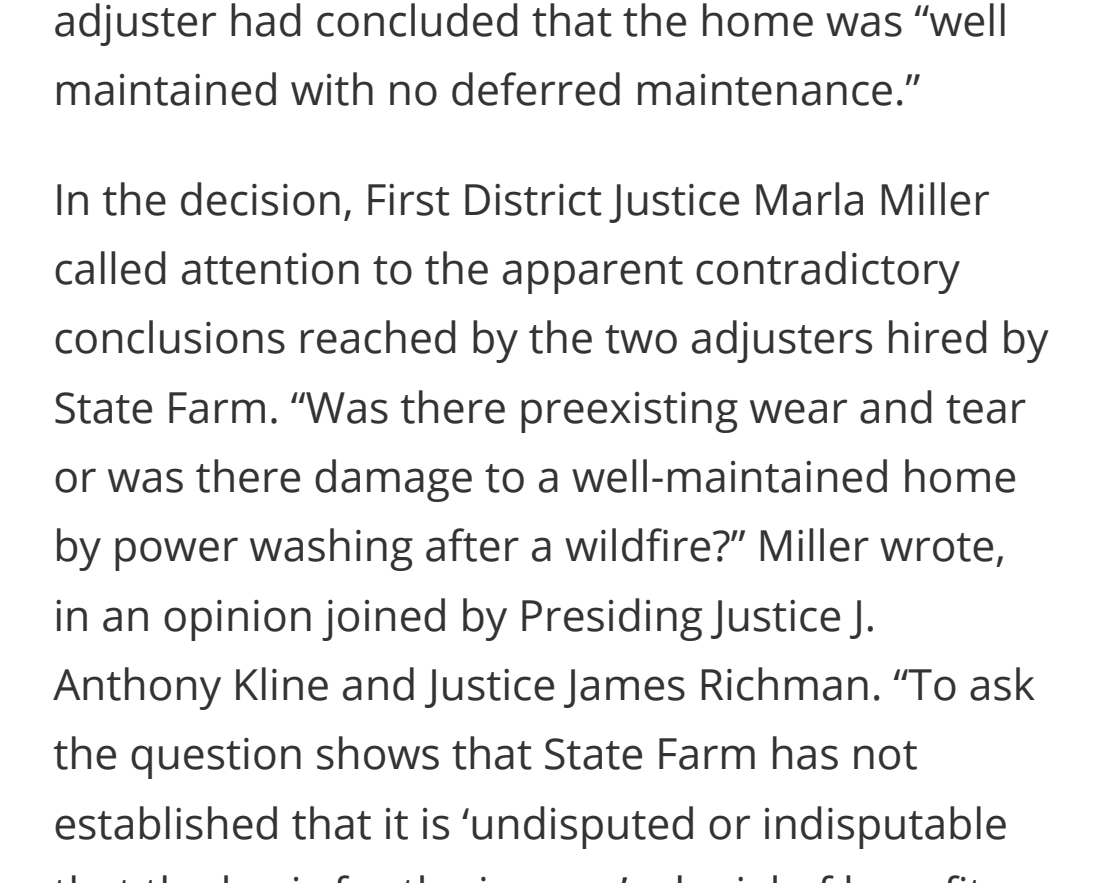 adjuster had concluded that the home was “well
maintained with no deferred maintenance.”
In the decision, First District Justice Marla Miller
called attention to the apparent contradictory
conclusions reached by the two adjusters hired by
State Farm. “Was there preexisting wear and tear
or was there damage to a well-maintained home
by power washing after a wildfire?” Miller wrote,
in an opinion joined by Presiding Justice J.
Anthony Kline and Justice James Richman. “To ask
the question shows that State Farm has not
established that it is ‘undisputed or indisputable